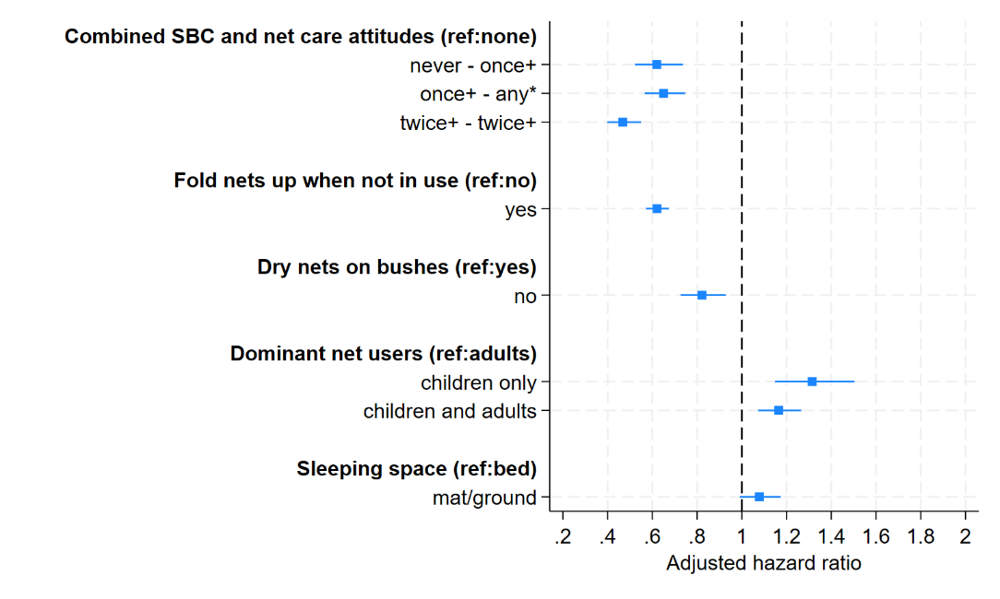 Combined SBC and net care attitudes (ref:none)
never - once+
once+ - any*
twice+ - twice+
Fold nets up when not in use (ref:no)
yes
Dry nets on bushes (ref:yes)
no
Dominant net users (ref:adults)
children only
children and adults
Sleeping space (ref:bed)
mat/ground
.2 .4 .6 .8 1 1.2 1.4 1.6 1.8 2
Adjusted hazard ratio